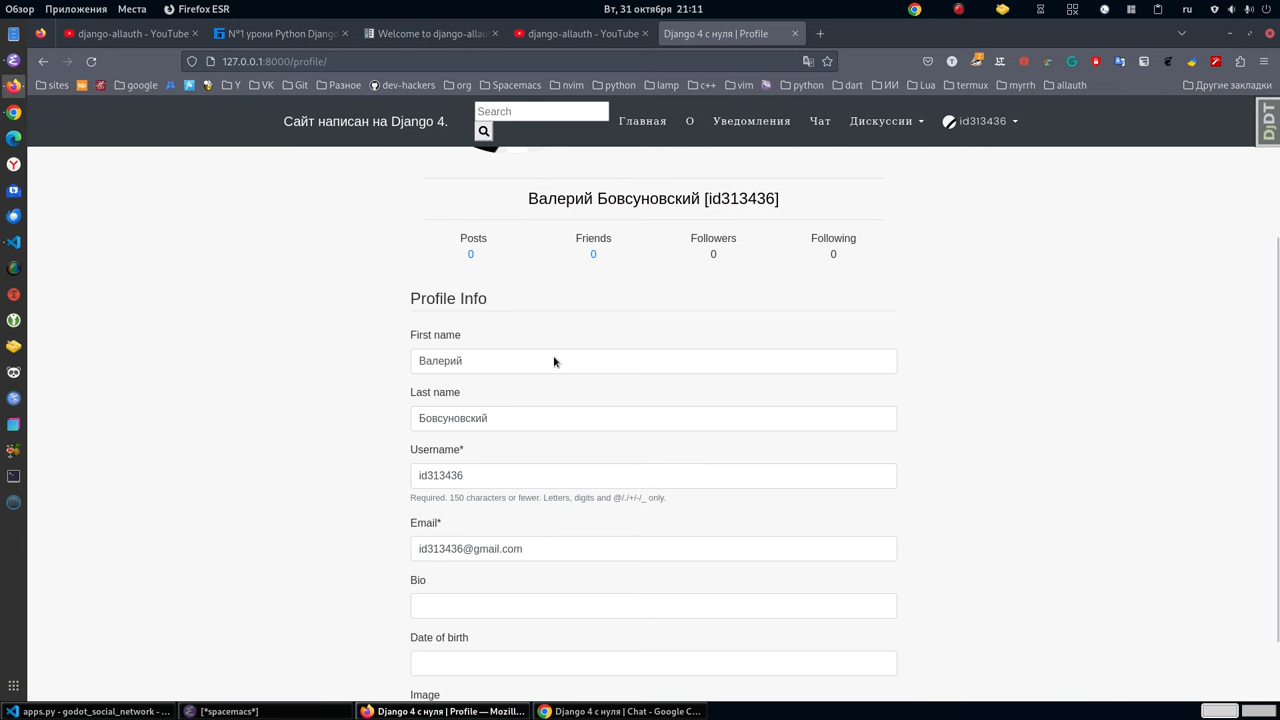 Обзор Приложения Места Firefox ESR Вт, 31 октября 21:11 ru
django-allauth - YouTube N°1 уроки Python Djang Welcome to django-allau django-allauth - YouTube Django 4 с нуля | Profile
127.0.0.1:8000/profile/
sites bp google Y VK Git Разное dev-hackers org Spacemacs nvim python lamp c++ vim python dart ИИ Lua termux myrrh allauth Другие закладки
Сайт написан на Django 4. Search Главная О Уведомления Чат Дискуссии id313436 DjDT
Валерий Бовсуновский [id313436]
Posts Friends Followers Following
0 0 0 0
Profile Info
First name
Валерий
Last name
Бовсуновский
Username*
id313436
Required. 150 characters or fewer. Letters, digits and @/./+/-/_ only.
Email*
id313436@gmail.com
Bio
Date of birth
Image
apps.py - godot_social_network - ... [*spacemacs*] Django 4 с нуля | Profile — Mozill... Django 4 с нуля | Chat - Google C...